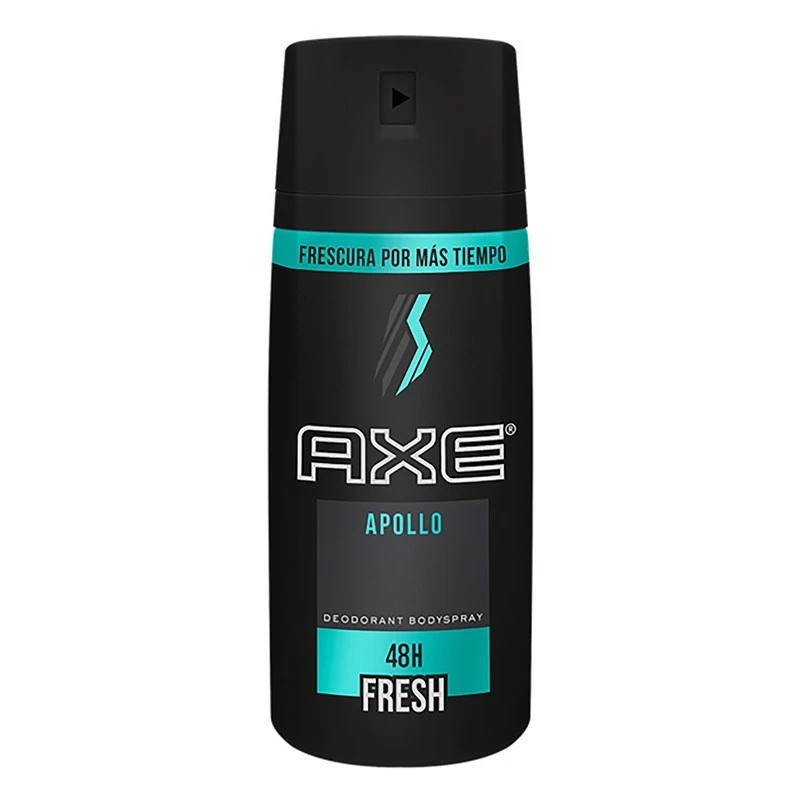 FRESCURA POR MÁS TIEMPO
AXE®
APOLLO
DEODORANT BODYSPRAY
48H
FRESH